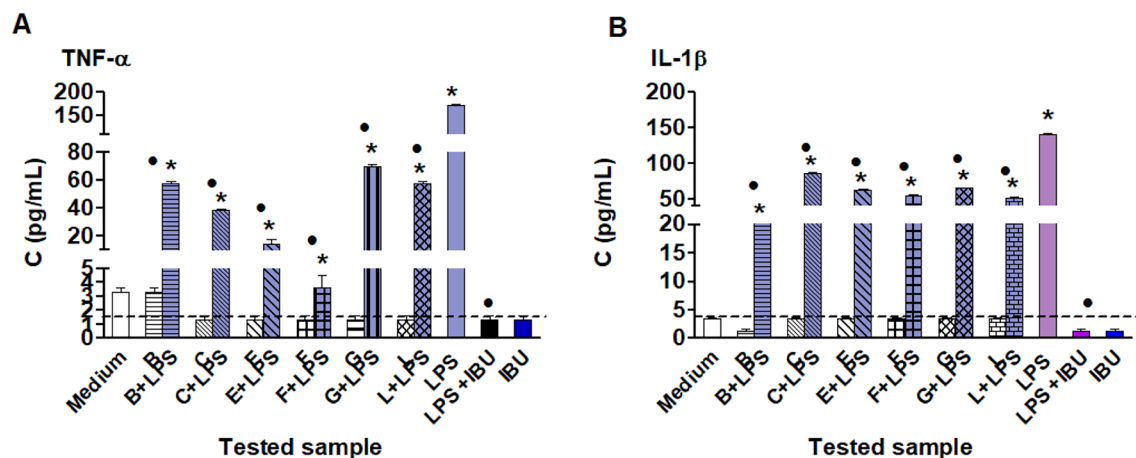 A
TNF-α
C (pg/mL)
200
150
80
60
40
20
5
4
3
2
1
0
*
Medium
B
B+LPS
C
C+LPS
E
E+LPS
F
F+LPS
G
G+LPS
L
L+LPS
LPS
LPS+IBU
IBU
Tested sample
B
IL-1β
C (pg/mL)
200
150
100
50
20
15
10
5
0
*
Medium
B
B+LPS
C
C+LPS
E
E+LPS
F
F+LPS
G
G+LPS
L
L+LPS
LPS
LPS+IBU
IBU
Tested sample